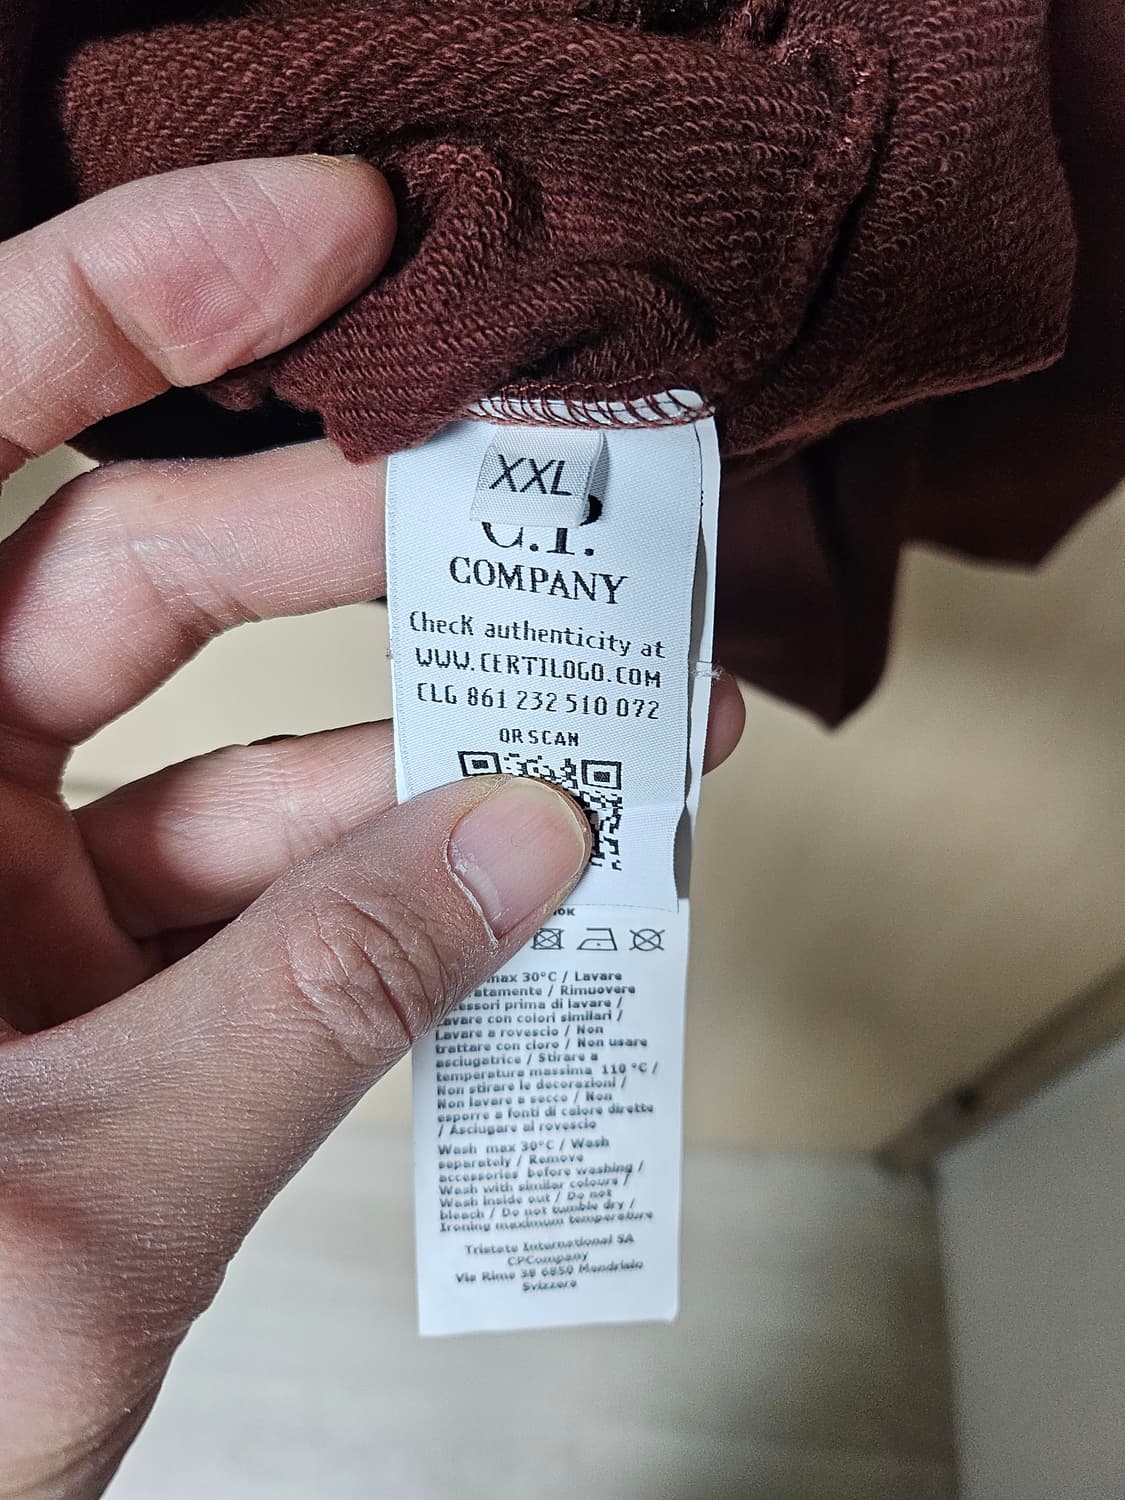 XXL
C.P.
COMPANY
Check authenticity at
WWW.CERTILOGO.COM
CLG 861 232 510 072
OR SCAN
max 30°C / Lavare
/ Rimuovere
prima di lavare /
Lavare con colori similari /
Lavare a rovescio / Non
trattare con cloro / Non usare
asciugatrice / Stirare a
temperatura massima 110 °C /
Non stirare le decorazioni /
Non lavare a secco / Non
esporre a fonti di calore dirette
/ Asciugare al rovescio
Wash max 30°C / Wash
separately / Remove
accessories before washing /
Wash with similar colours /
Wash inside out / Do not
bleach / Do not tumble dry /
Ironing maximum temperature
Tristate International SA
CPCompany
Via Rime 38 6850 Mendrisio
Svizzera